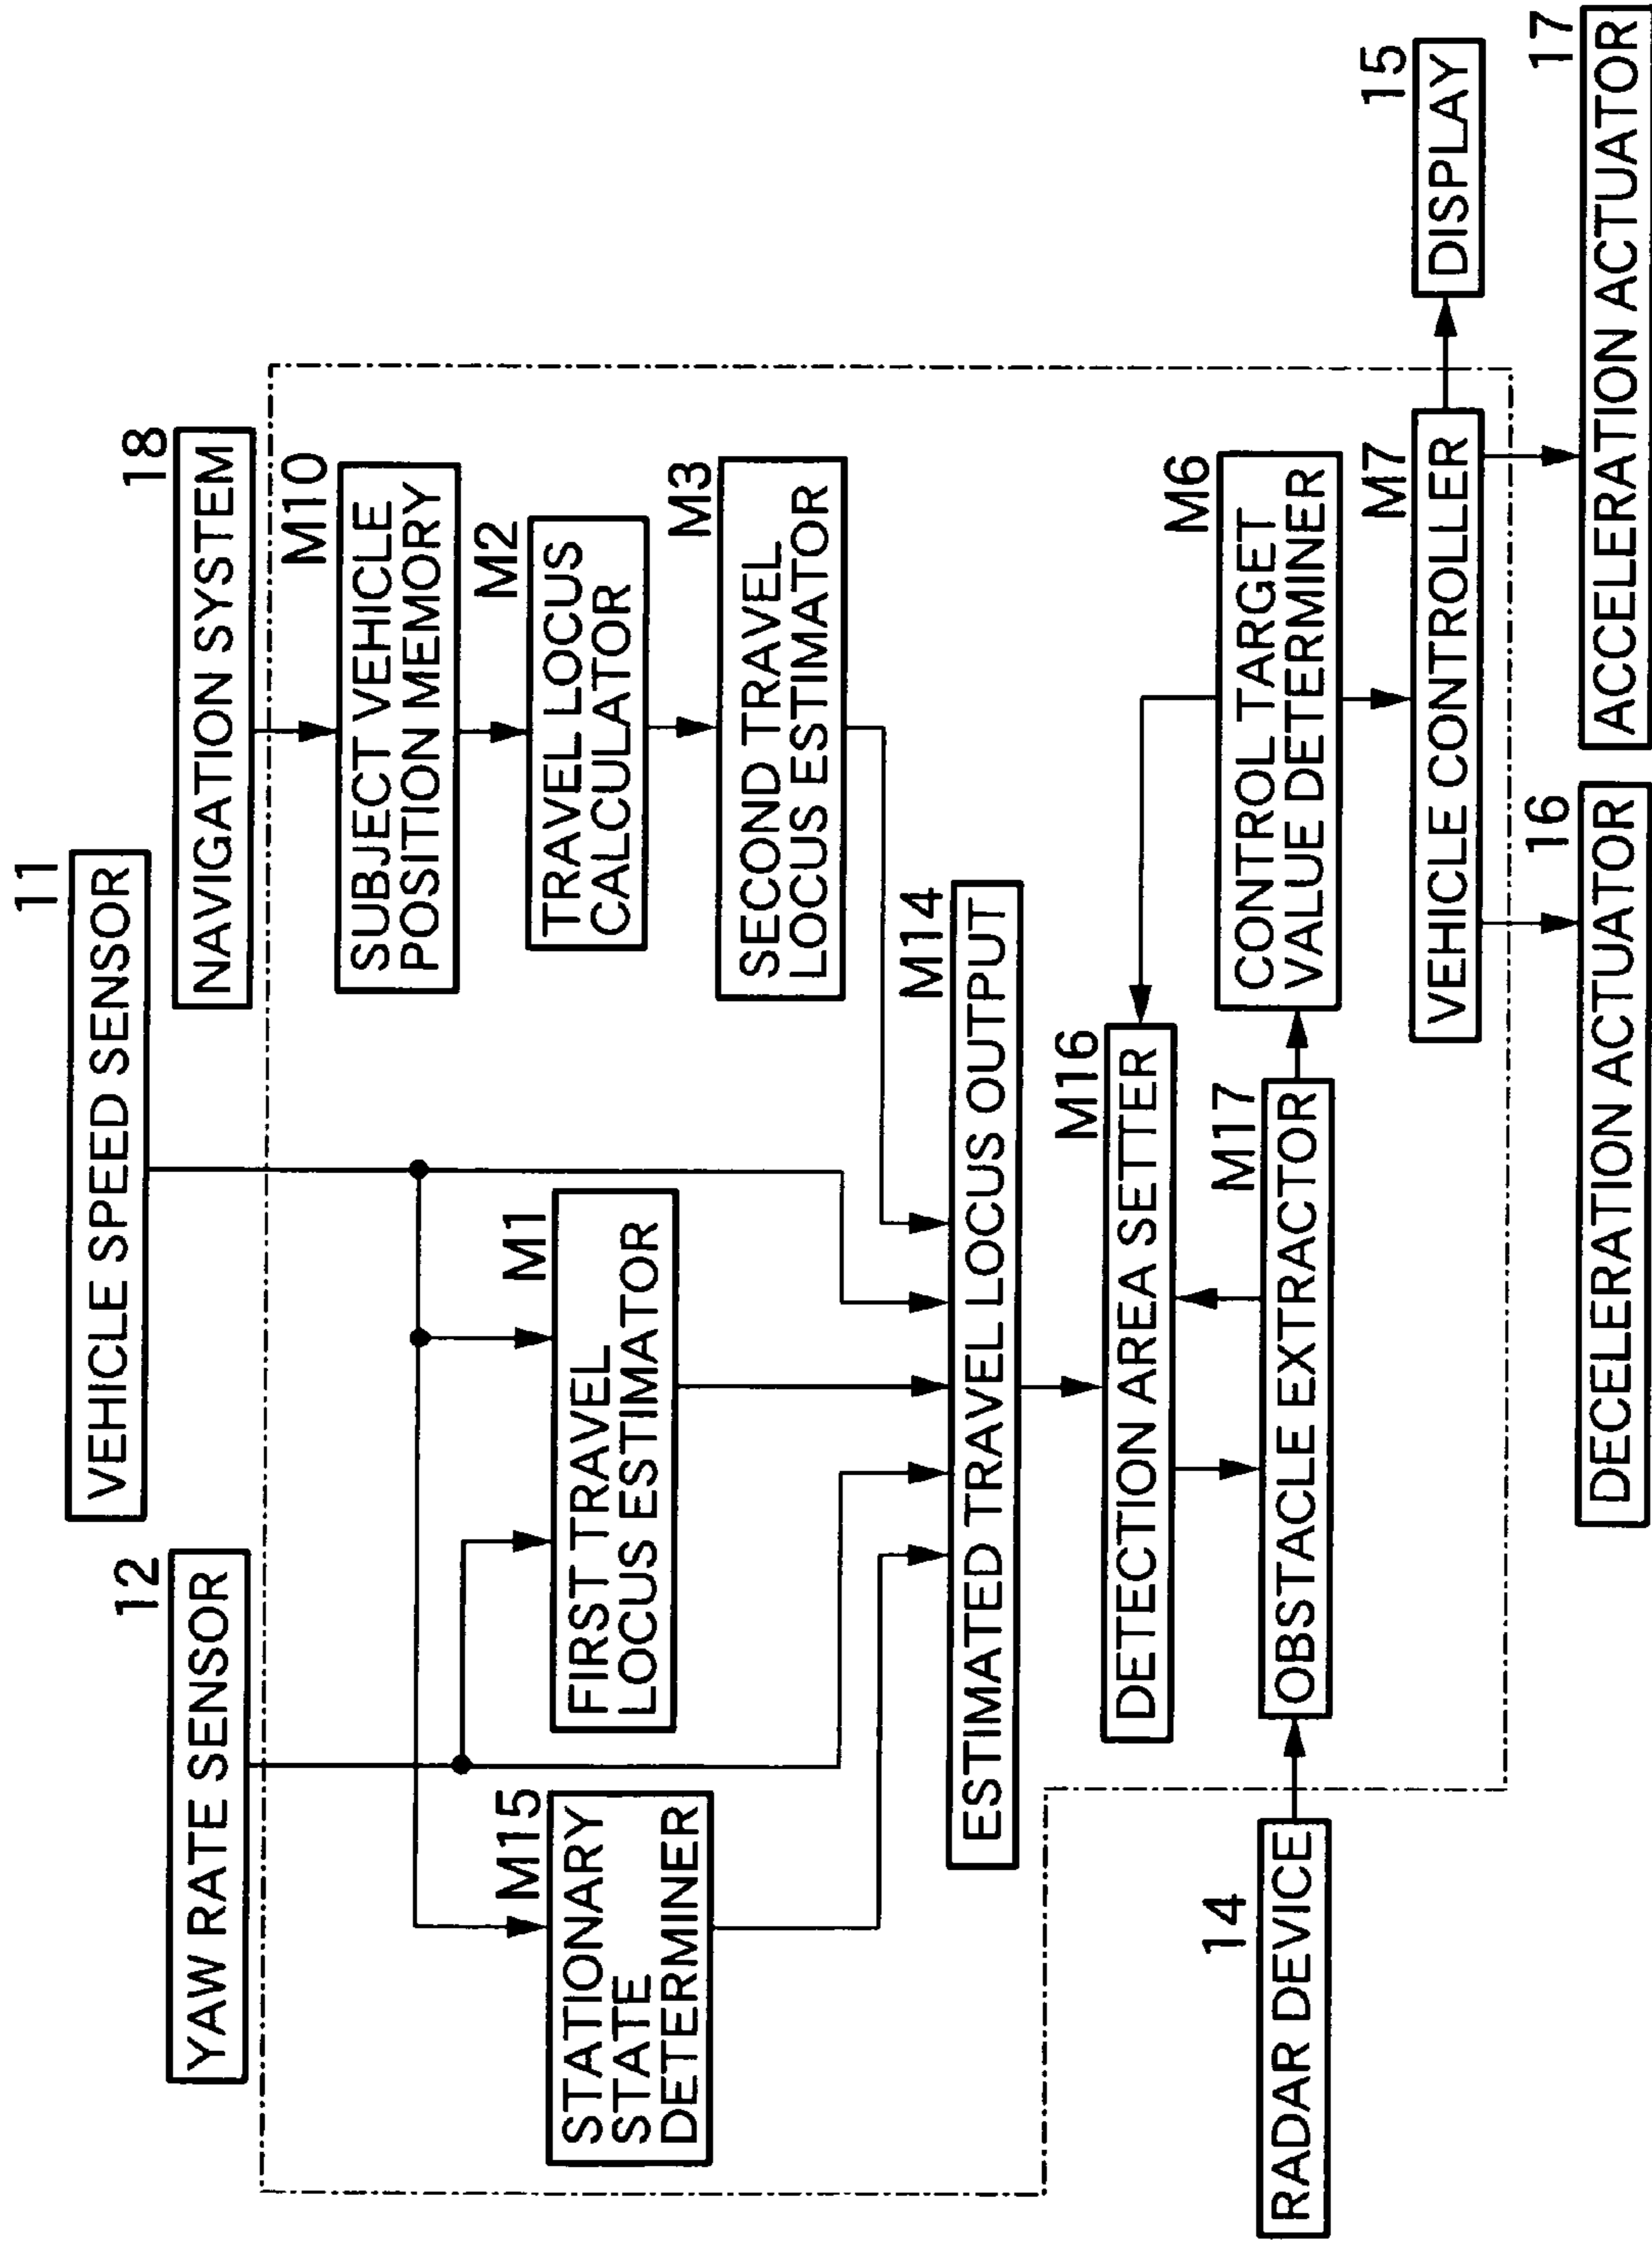 11
VEHICLE SPEED SENSOR
12
YAW RATE SENSOR
18
NAVIGATION SYSTEM
M10
SUBJECT VEHICLE
POSITION MEMORY
M2
TRAVEL LOCUS
CALCULATOR
M3
SECOND TRAVEL
LOCUS ESTIMATOR
M15
STATIONARY
STATE
DETERMINER
M1
FIRST TRAVEL
LOCUS ESTIMATOR
M14
ESTIMATED TRAVEL LOCUS OUTPUT
M16
DETECTION AREA SETTER
14
RADAR DEVICE
M17
OBSTACLE EXTRACTOR
M6
CONTROL TARGET
VALUE DETERMINER
M7
VEHICLE CONTROLLER
15
DISPLAY
16
DECELERATION ACTUATOR
17
ACCELERATION ACTUATOR